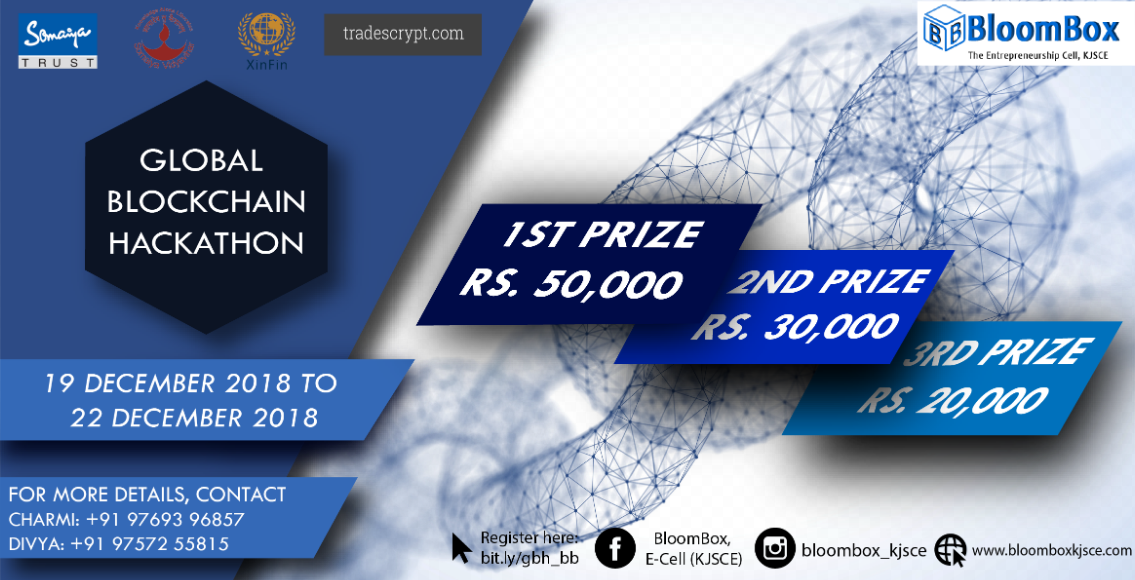 Somaiya
TRUST
XinFin
tradescrypt.com
BloomBox
The Entrepreneurship Cell, KJSCE
GLOBAL
BLOCKCHAIN
HACKATHON
1ST PRIZE
RS. 50,000
2ND PRIZE
RS. 30,000
3RD PRIZE
RS. 20,000
19 DECEMBER 2018 TO
22 DECEMBER 2018
FOR MORE DETAILS, CONTACT
CHARMI: +91 97693 96857
DIVYA: +91 97572 55815
Register here:
bit.ly/gbh_bb
BloomBox,
E-Cell (KJSCE)
bloombox_kjsce
www.bloomboxkjsce.com